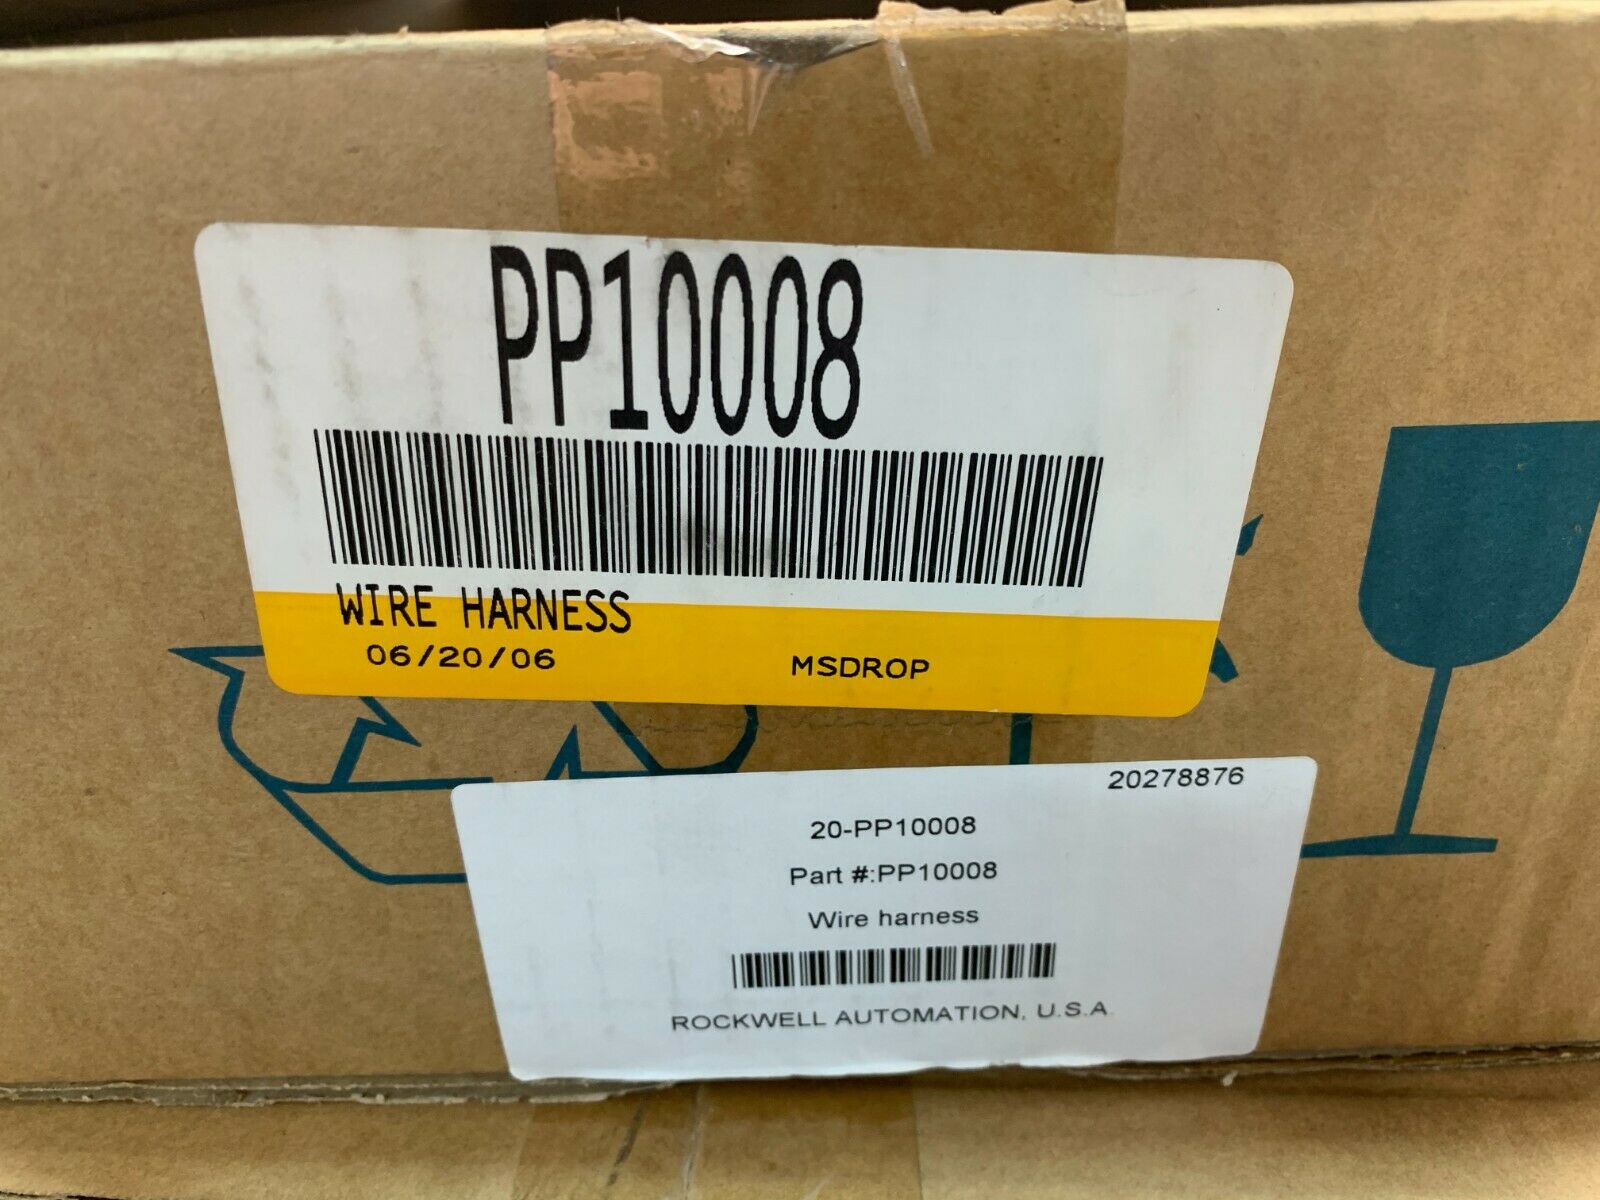 PP10008
WIRE HARNESS
06/20/06 MSDROP
20278876
20-PP10008
Part #:PP10008
Wire harness
ROCKWELL AUTOMATION, U.S.A.